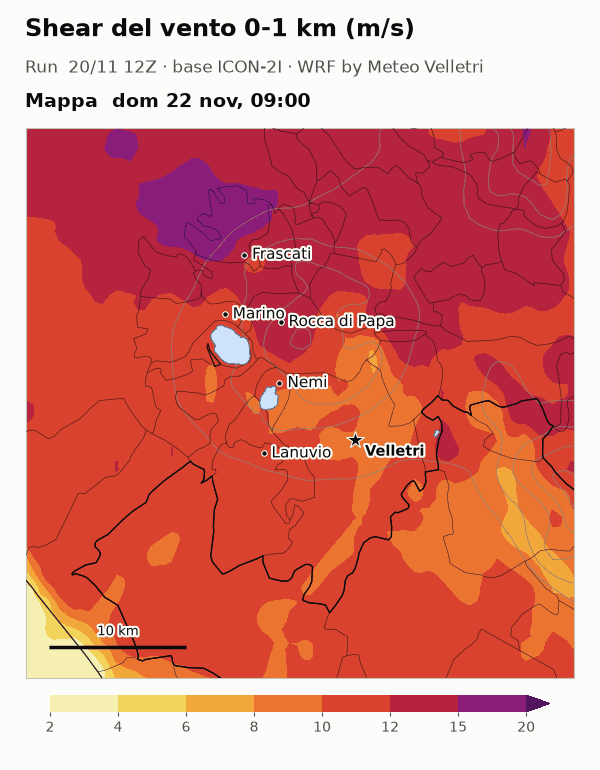 Shear del vento 0-1 km (m/s)
Run  20/11 12Z · base ICON-2I · WRF by Meteo Velletri
Mappa  dom 22 nov, 09:00
Frascati
Marino
Rocca di Papa
Nemi
Velletri
Lanuvio
10 km
2 4 6 8 10 12 15 20